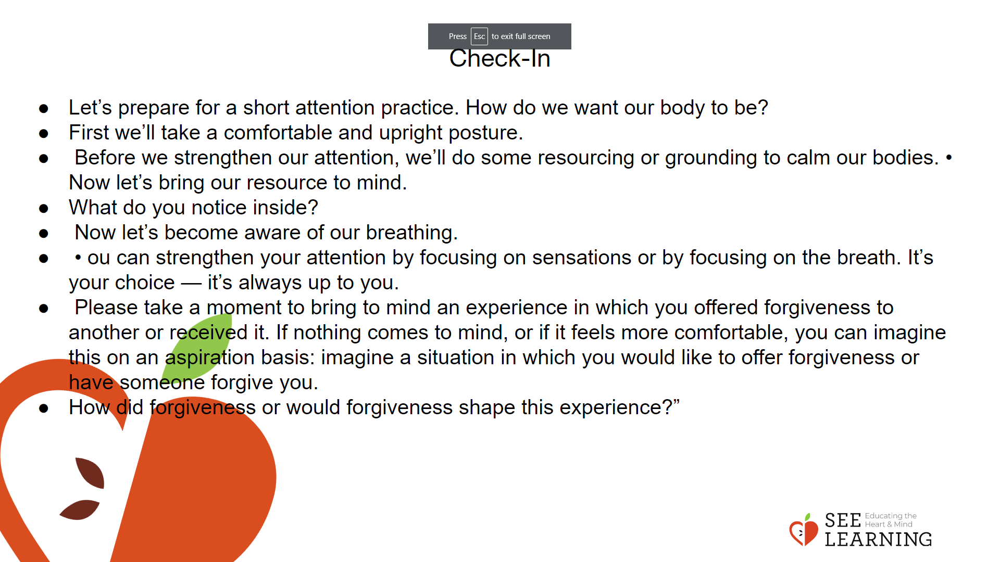 Press Esc to exit full screen
Check-In
● Let’s prepare for a short attention practice. How do we want our body to be?
● First we’ll take a comfortable and upright posture.
● Before we strengthen our attention, we’ll do some resourcing or grounding to calm our bodies. •
Now let’s bring our resource to mind.
● What do you notice inside?
● Now let’s become aware of our breathing.
● • ou can strengthen your attention by focusing on sensations or by focusing on the breath. It’s
your choice — it’s always up to you.
● Please take a moment to bring to mind an experience in which you offered forgiveness to
another or received it. If nothing comes to mind, or if it feels more comfortable, you can imagine
this on an aspiration basis: imagine a situation in which you would like to offer forgiveness or
have someone forgive you.
● How did forgiveness or would forgiveness shape this experience?”
SEE LEARNING
Educating the
Heart & Mind